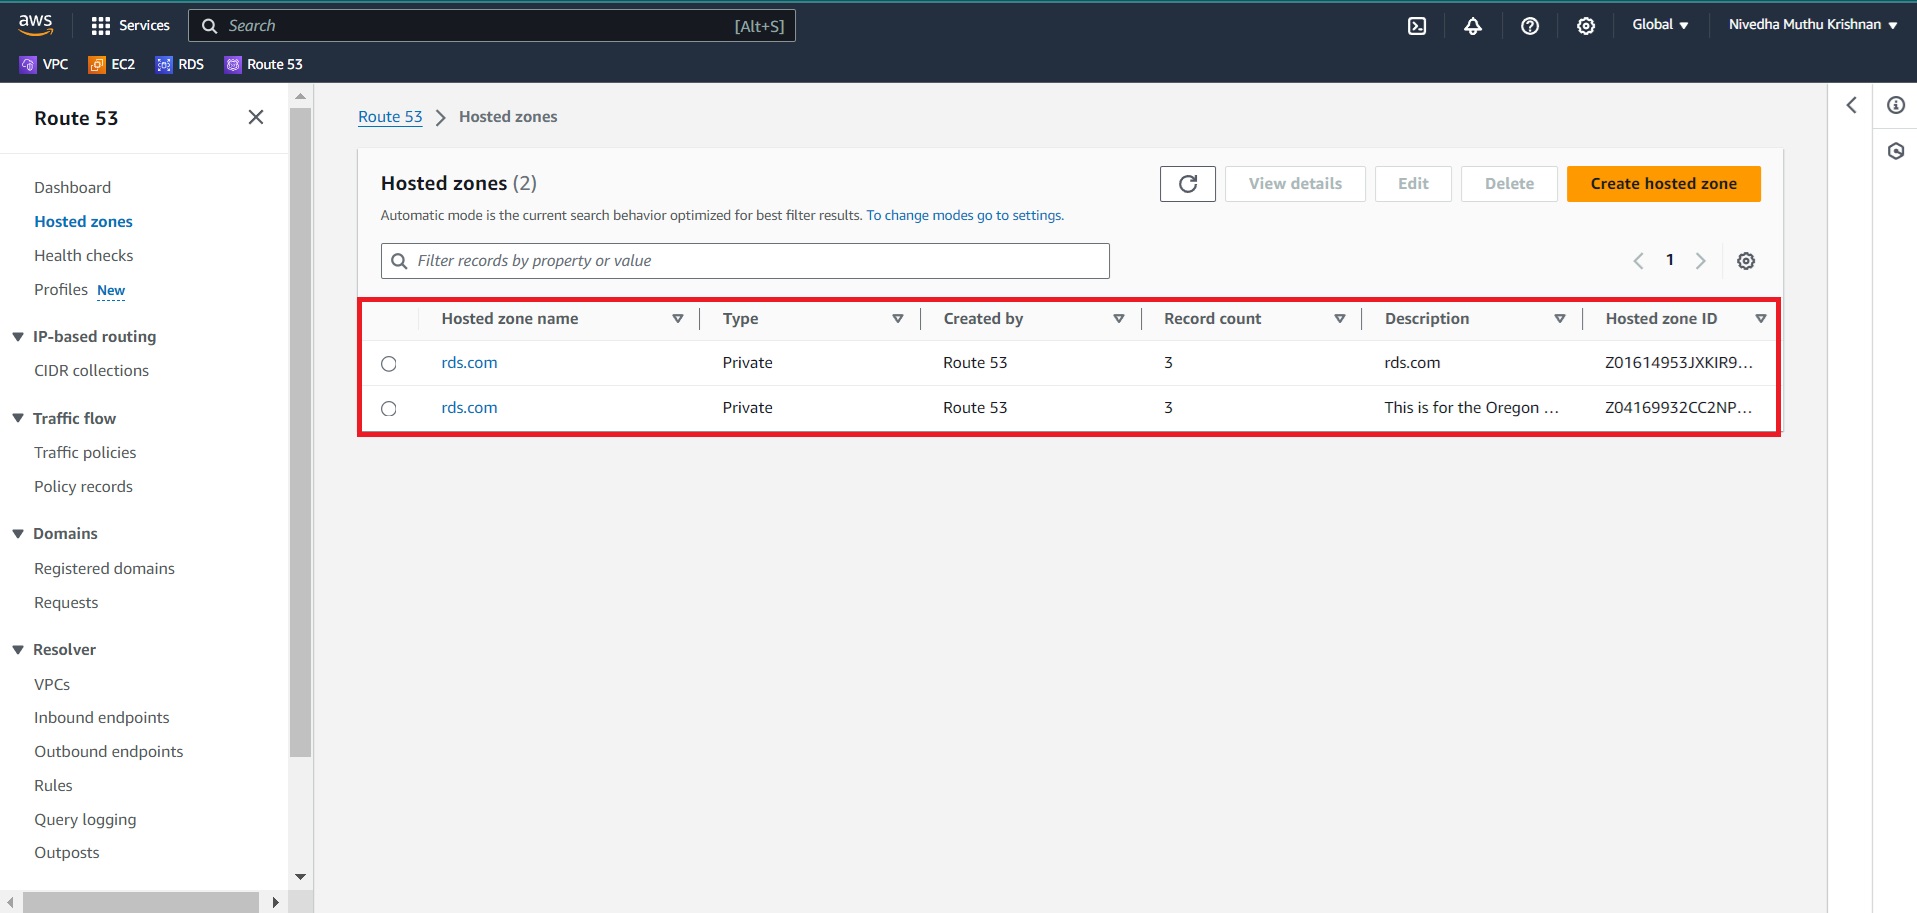 aws
Services
Search
[Alt+S]
Global
Nivedha Muthu Krishnan
VPC
EC2
RDS
Route 53
Route 53
Dashboard
Hosted zones
Health checks
Profiles New
IP-based routing
CIDR collections
Traffic flow
Traffic policies
Policy records
Domains
Registered domains
Requests
Resolver
VPCs
Inbound endpoints
Outbound endpoints
Rules
Query logging
Outposts
Route 53 > Hosted zones
Hosted zones (2)
View details
Edit
Delete
Create hosted zone
Automatic mode is the current search behavior optimized for best filter results. To change modes go to settings.
Filter records by property or value
1
Hosted zone name Type Created by Record count Description Hosted zone ID
rds.com Private Route 53 3 rds.com Z01614953JXKIR9...
rds.com Private Route 53 3 This is for the Oregon ... Z04169932CC2NP...